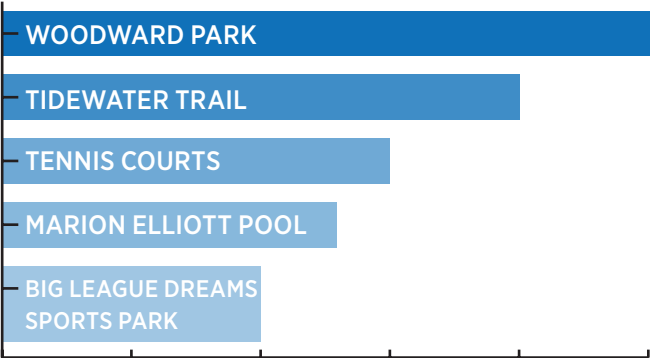 WOODWARD PARK
TIDEWATER TRAIL
TENNIS COURTS
MARION ELLIOTT POOL
BIG LEAGUE DREAMS
SPORTS PARK